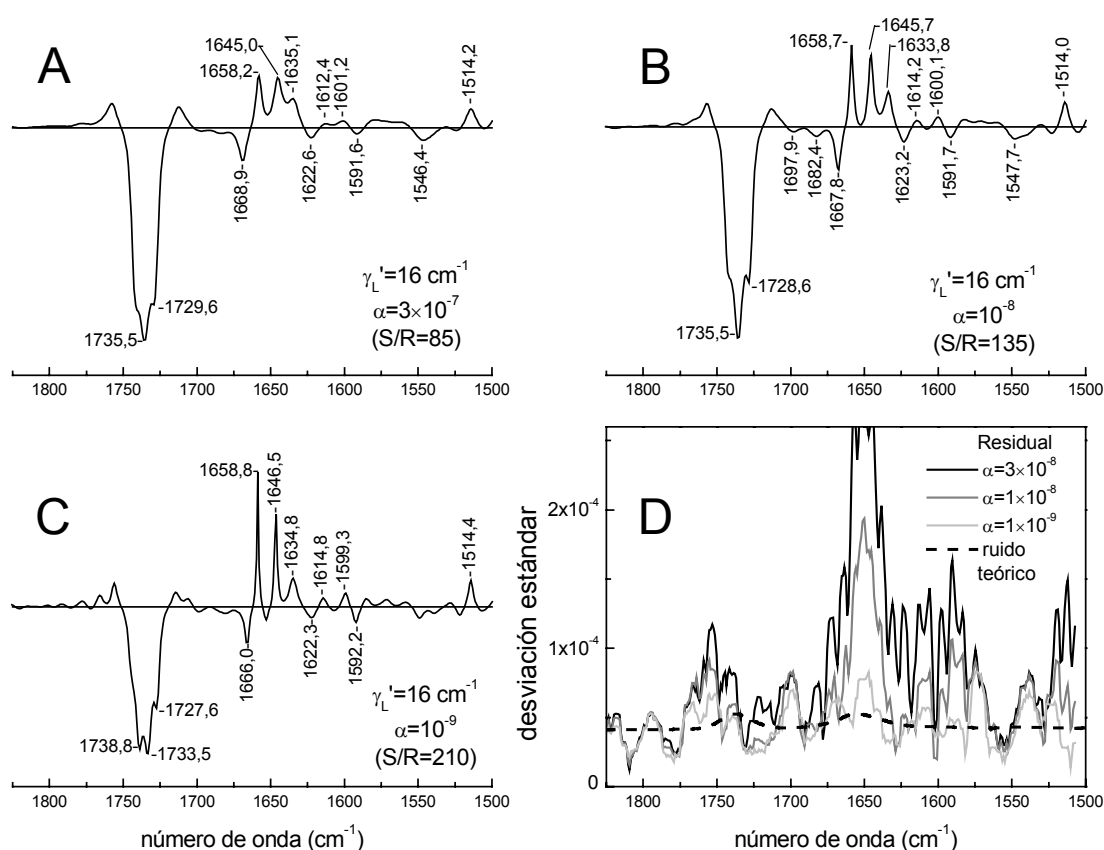 A
1645,0-
1658,2-
-1635,1
-1612,4
-1601,2
-1514,2
1668,9-
1622,6-
1591,6-
1546,4-
-1729,6
1735,5-
γL'=16 cm-1
α=3×10-7
(S/R=85)
1800 1750 1700 1650 1600 1550 1500
B
1658,7-
-1645,7
-1633,8
-1614,2
-1600,1
-1514,0
1697,9-
1682,4-
1667,8-
1623,2-
1591,7-
1547,7-
-1728,6
1735,5-
γL'=16 cm-1
α=10-8
(S/R=135)
1800 1750 1700 1650 1600 1550 1500
C
1658,8-
-1646,5
-1634,8
-1614,8
-1599,3
-1514,4
1666,0-
1622,3-
1592,2-
-1727,6
1738,8-
-1733,5
γL'=16 cm-1
α=10-9
(S/R=210)
1800 1750 1700 1650 1600 1550 1500
número de onda (cm-1)
D
Residual
α=3×10-8
α=1×10-8
α=1×10-9
ruido
teórico
desviación estándar
2x10-4
1x10-4
0
1800 1750 1700 1650 1600 1550 1500
número de onda (cm-1)